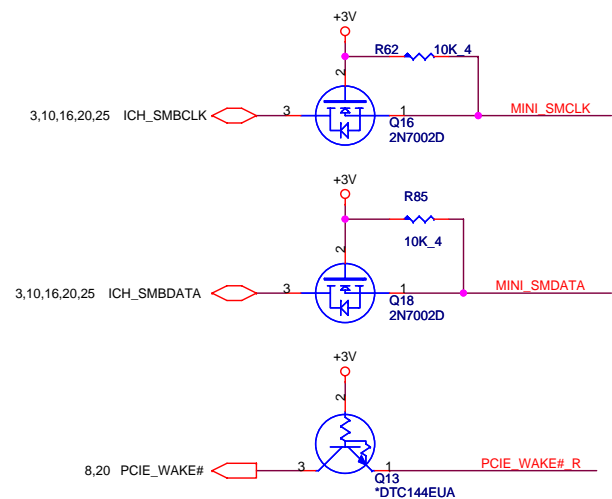 +3V
R62 10K_4
2
3,10,16,20,25 ICH_SMBCLK 3 1 MINI_SMCLK
Q16
2N7002D
+3V
R85
2
10K_4
3,10,16,20,25 ICH_SMBDATA 3 1 MINI_SMDATA
Q18
2N7002D
+3V
2
8,20 PCIE_WAKE# 3 1 PCIE_WAKE#_R
Q13
*DTC144EUA